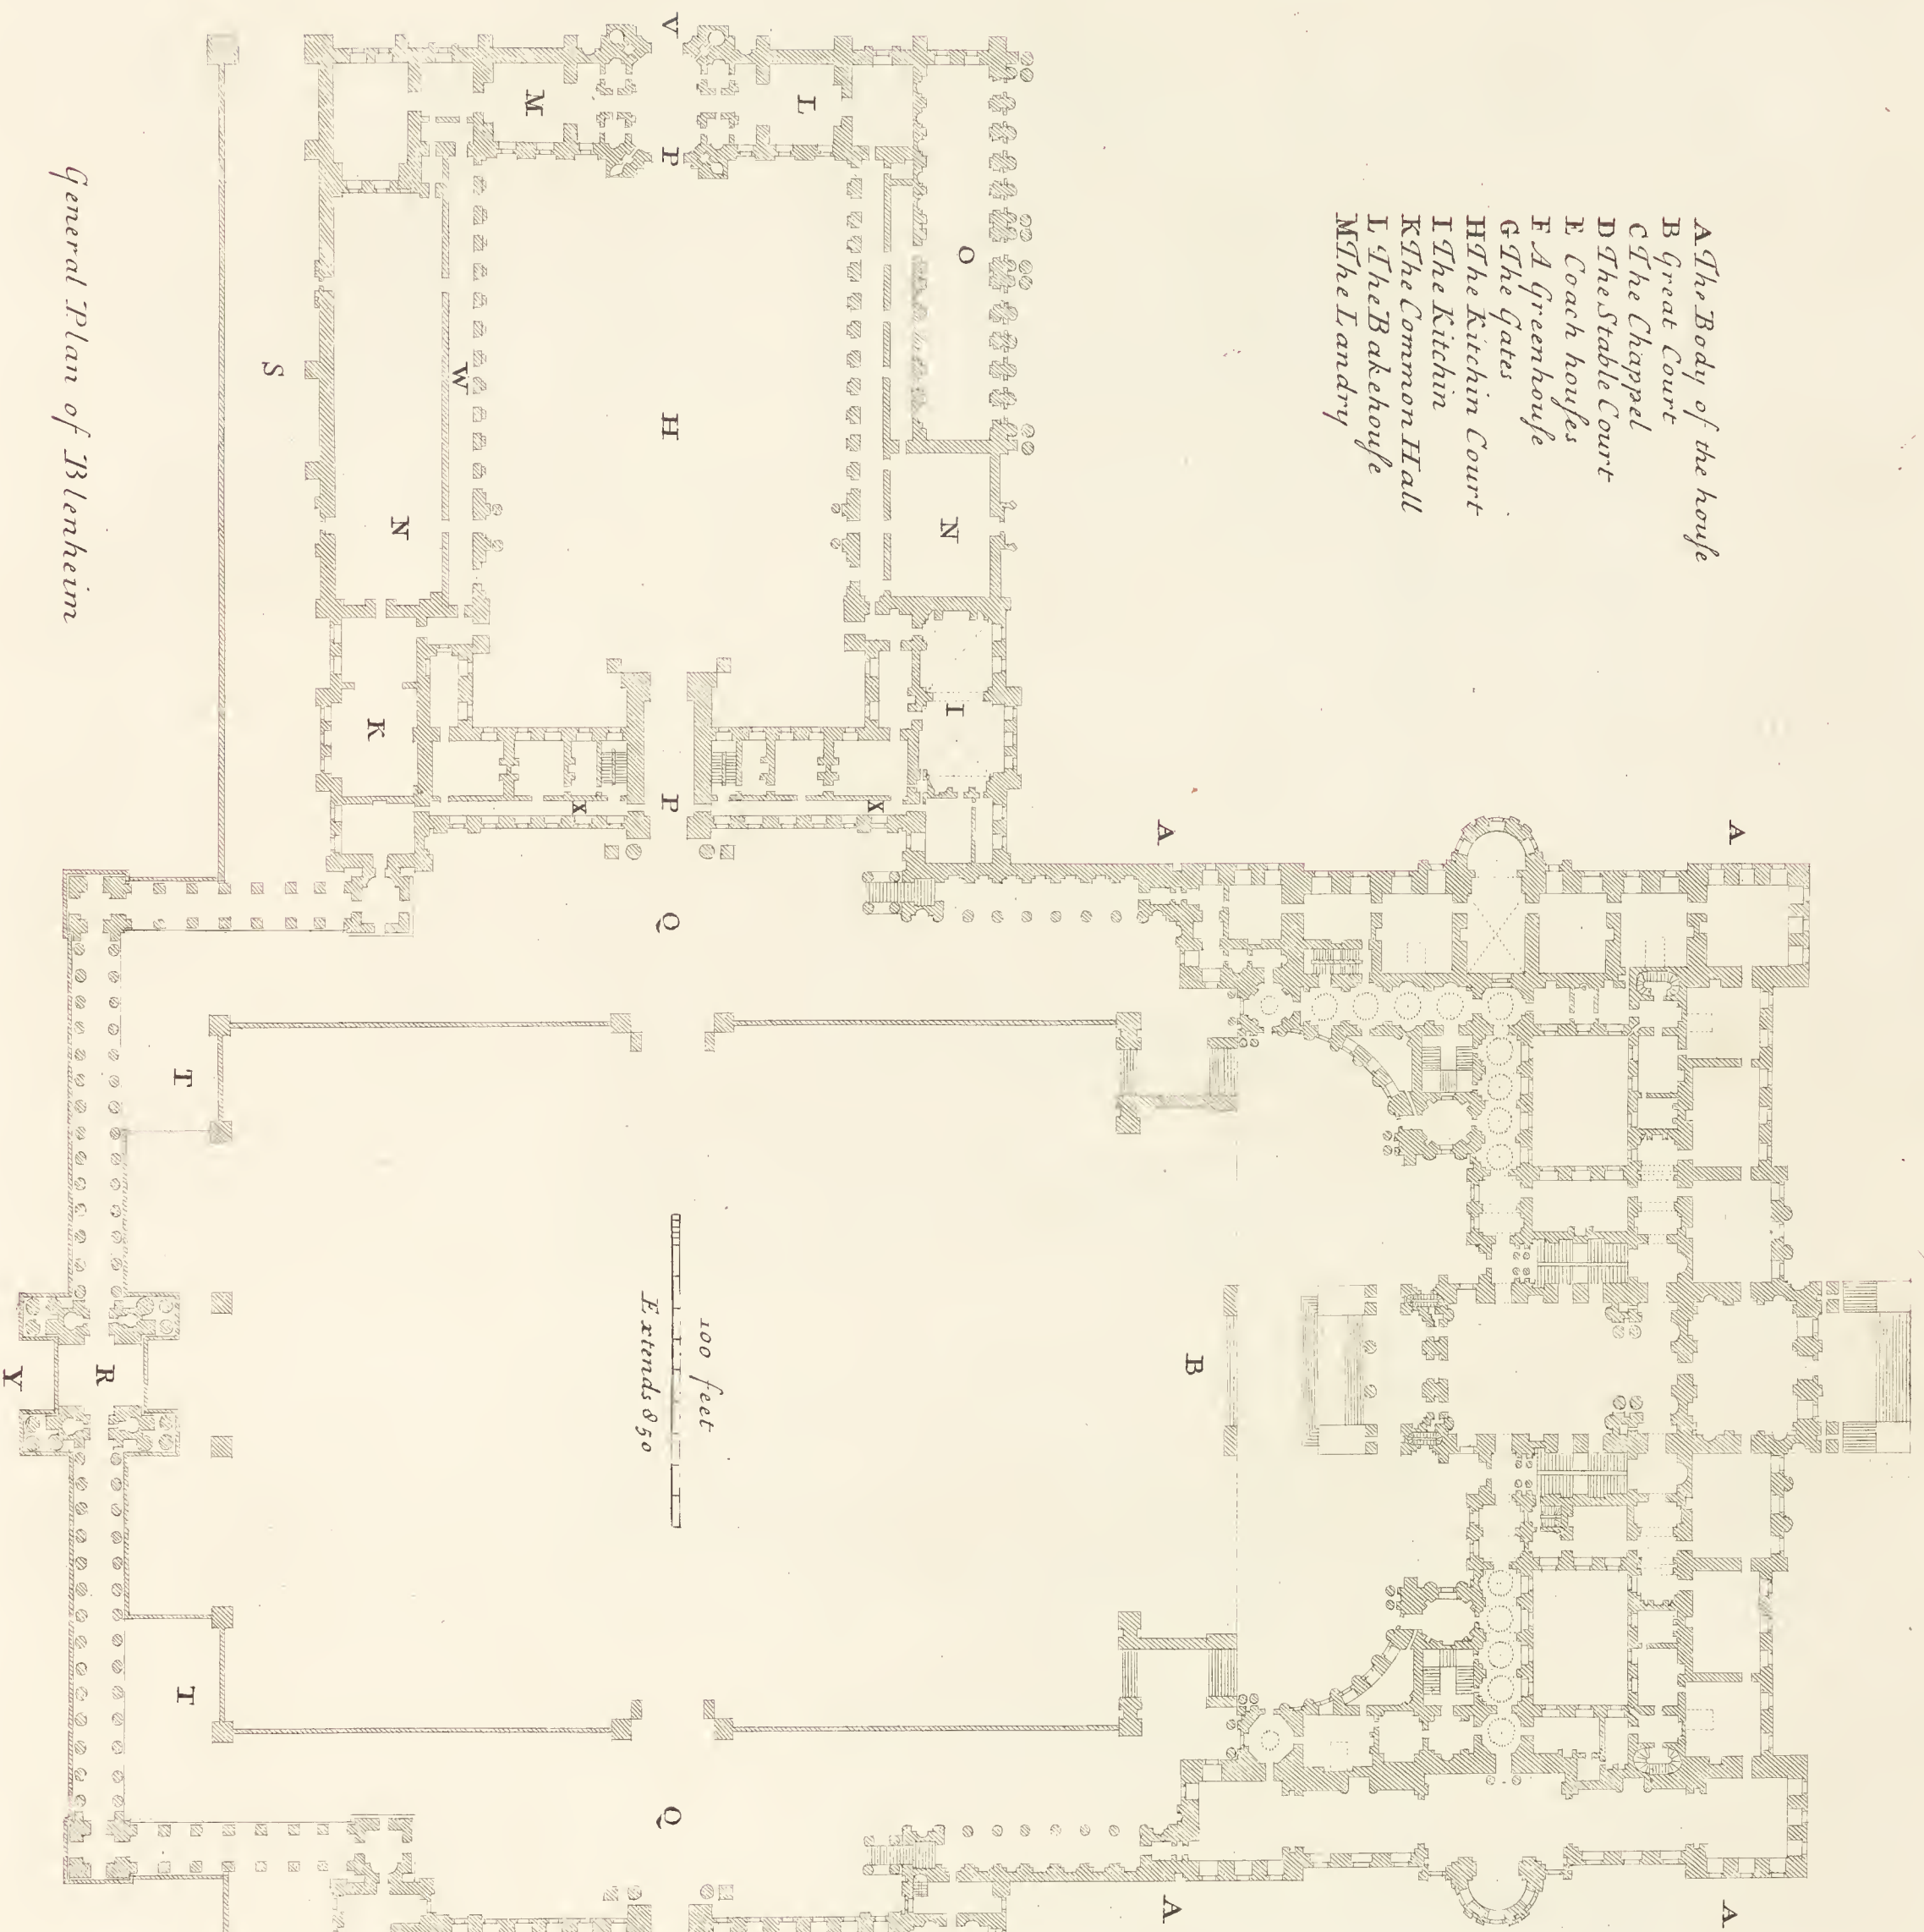 General Plan of Blenheim
A The Body of the house
B Great Court
C The Chappel
D The Stable Court
E Coach houses
F A Greenhouse
G The Gates
H The Kitchin Court
I The Kitchin
K The Common Hall
L The Bakehouse
M The Landry
100 feet
Extends 850
V
M
L
P
O
S
W
H
N
N
K
I
P
X
X
A
A
Q
T
B
R
Y
T
Q
A
A